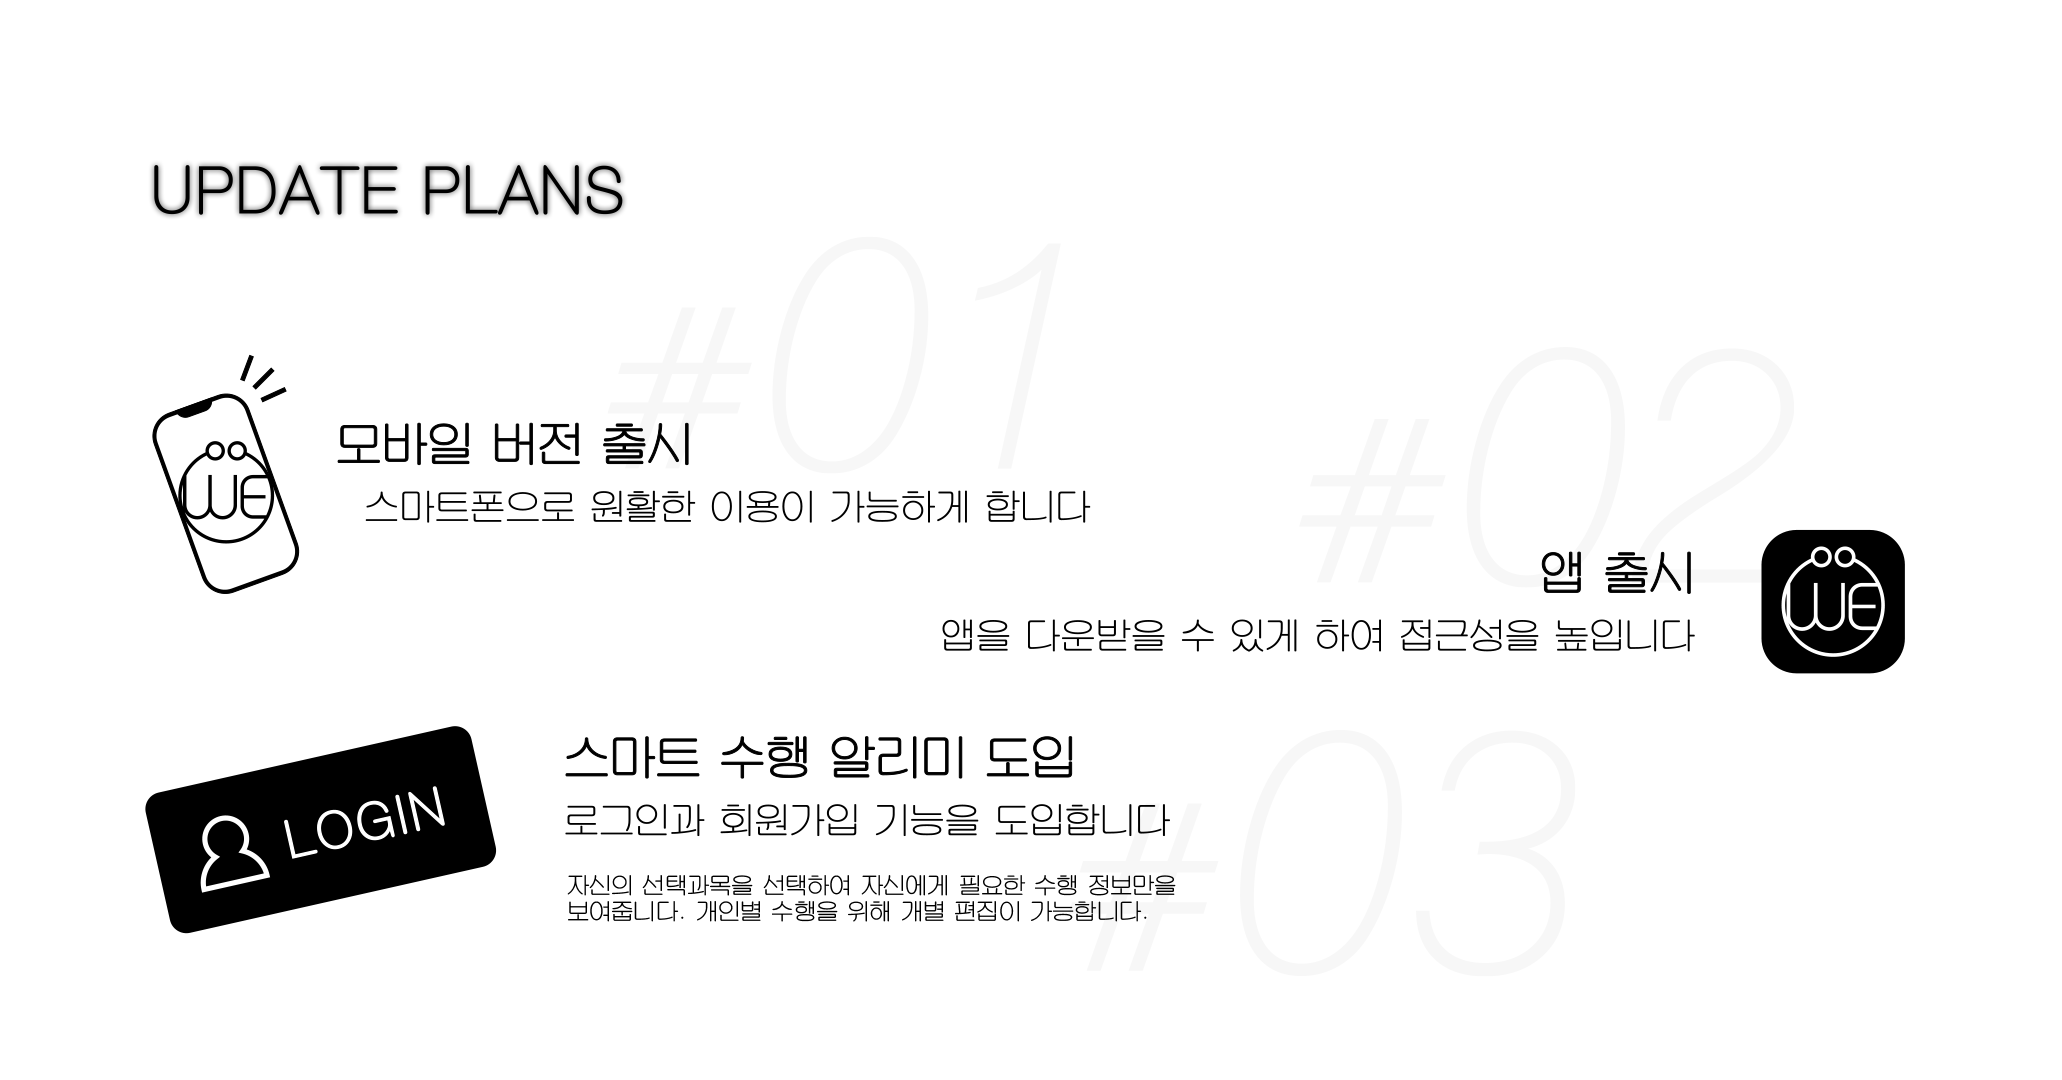 UPDATE PLANS
#01
모바일 버전 출시
스마트폰으로 원활한 이용이 가능하게 합니다
WE
#02
앱 출시
앱을 다운받을 수 있게 하여 접근성을 높입니다
WE
#03
스마트 수행 알리미 도입
로그인과 회원가입 기능을 도입합니다
LOGIN
자신의 선택과목을 선택하여 자신에게 필요한 수행 정보만을
보여줍니다. 개인별 수행을 위해 개별 편집이 가능합니다.